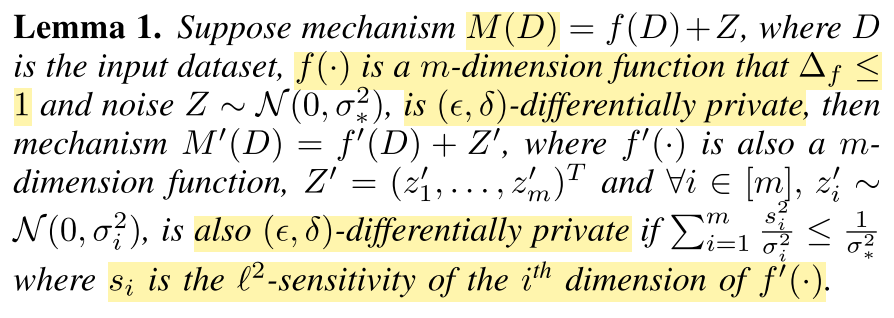 Lemma 1. Suppose mechanism M(D) = f(D)+Z, where D
is the input dataset, f(·) is a m-dimension function that Δ_f ≤
1 and noise Z ∼ 𝒩(0, σ_*^2), is (ϵ, δ)-differentially private, then
mechanism M′(D) = f′(D) + Z′, where f′(·) is also a m-
dimension function, Z′ = (z′_1, . . . , z′_m)^T and ∀i ∈ [m], z′_i ∼
𝒩(0, σ_i^2), is also (ϵ, δ)-differentially private if ∑_{i=1}^m s_i^2/σ_i^2 ≤ 1/σ_*^2
where s_i is the ℓ^2-sensitivity of the i^th dimension of f′(·).